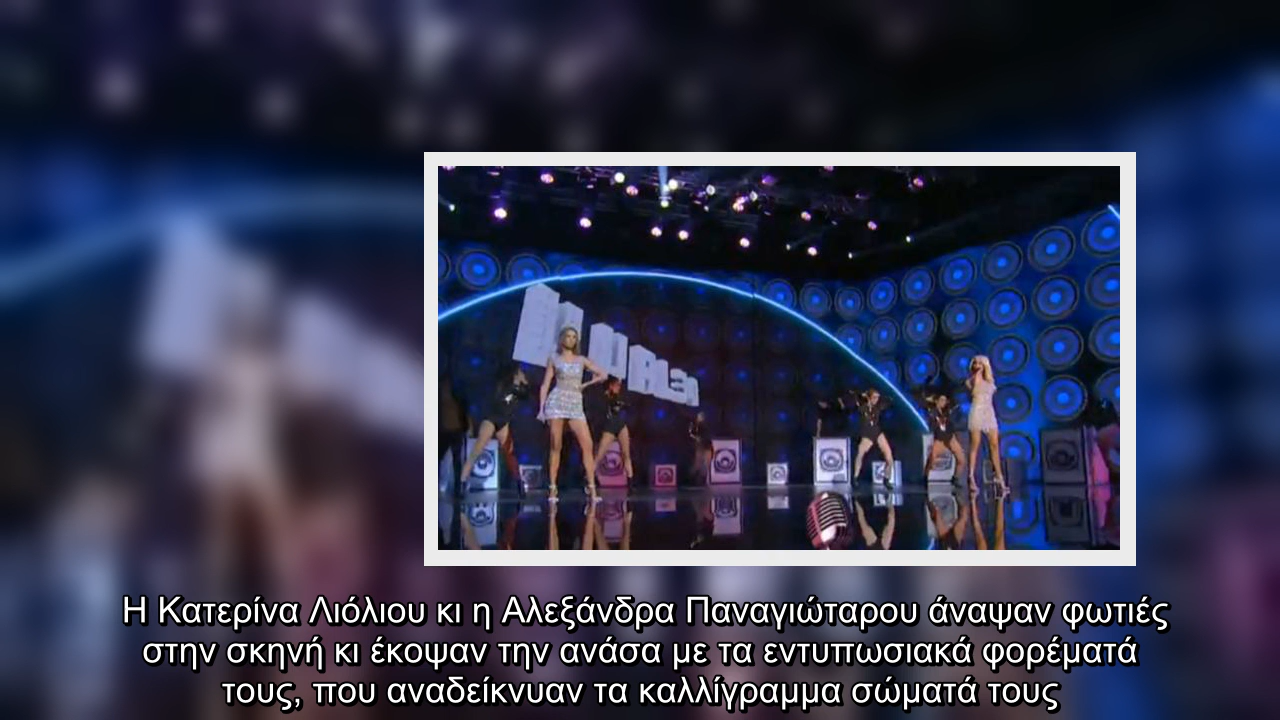 Η Κατερίνα Λιόλιου κι η Αλεξάνδρα Παναγιώταρου άναψαν φωτιές
στην σκηνή κι έκοψαν την ανάσα με τα εντυπωσιακά φορέματά
τους, που αναδείκνυαν τα καλλίγραμμα σώματά τους